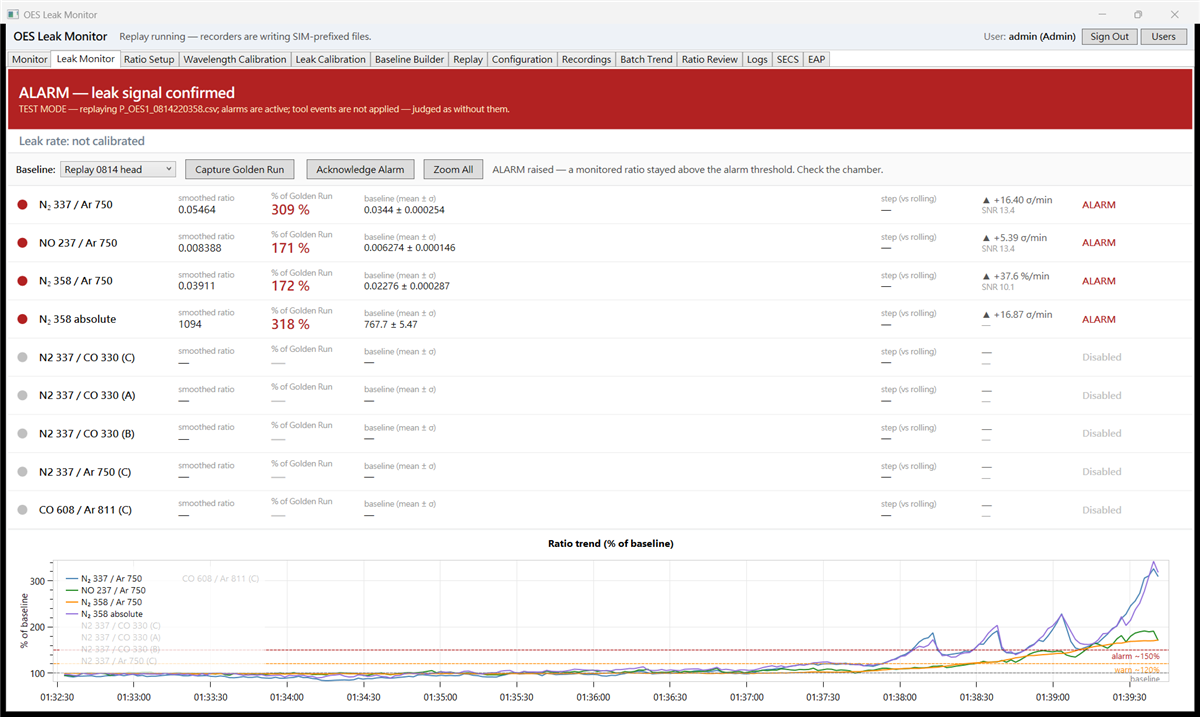 OES Leak Monitor
OES Leak Monitor Replay running — recorders are writing SIM-prefixed files. User: admin (Admin) Sign Out Users
Monitor Leak Monitor Ratio Setup Wavelength Calibration Leak Calibration Baseline Builder Replay Configuration Recordings Batch Trend Ratio Review Logs SECS EAP
ALARM — leak signal confirmed
TEST MODE — replaying P_OES1_0814220358.csv; alarms are active; tool events are not applied — judged as without them.
Leak rate: not calibrated
Baseline: Replay 0814 head Capture Golden Run Acknowledge Alarm Zoom All ALARM raised — a monitored ratio stayed above the alarm threshold. Check the chamber.
N₂ 337 / Ar 750 smoothed ratio 0.05464 % of Golden Run 309 % baseline (mean ± σ) 0.0344 ± 0.000254 step (vs rolling) — ▲ +16.40 σ/min SNR 13.4 ALARM
NO 237 / Ar 750 smoothed ratio 0.008388 % of Golden Run 171 % baseline (mean ± σ) 0.006274 ± 0.000146 step (vs rolling) — ▲ +5.39 σ/min SNR 13.4 ALARM
N₂ 358 / Ar 750 smoothed ratio 0.03911 % of Golden Run 172 % baseline (mean ± σ) 0.02276 ± 0.000287 step (vs rolling) — ▲ +37.6 %/min SNR 10.1 ALARM
N₂ 358 absolute smoothed ratio 1094 % of Golden Run 318 % baseline (mean ± σ) 767.7 ± 5.47 step (vs rolling) — ▲ +16.87 σ/min — ALARM
N2 337 / CO 330 (C) smoothed ratio — % of Golden Run — baseline (mean ± σ) — step (vs rolling) — — — Disabled
N2 337 / CO 330 (A) smoothed ratio — % of Golden Run — baseline (mean ± σ) — step (vs rolling) — — — Disabled
N2 337 / CO 330 (B) smoothed ratio — % of Golden Run — baseline (mean ± σ) — step (vs rolling) — — — Disabled
N2 337 / Ar 750 (C) smoothed ratio — % of Golden Run — baseline (mean ± σ) — step (vs rolling) — — — Disabled
CO 608 / Ar 811 (C) smoothed ratio — % of Golden Run — baseline (mean ± σ) — step (vs rolling) — — — Disabled
Ratio trend (% of baseline)
% of baseline
300
200
100
N₂ 337 / Ar 750 CO 608 / Ar 811 (C)
NO 237 / Ar 750
N₂ 358 / Ar 750
N₂ 358 absolute
N2 337 / CO 330 (C)
N2 337 / CO 330 (A)
N2 337 / CO 330 (B)
N2 337 / Ar 750 (C)
alarm ~150%
warn ~120%
baseline
01:32:30 01:33:00 01:33:30 01:34:00 01:34:30 01:35:00 01:35:30 01:36:00 01:36:30 01:37:00 01:37:30 01:38:00 01:38:30 01:39:00 01:39:30